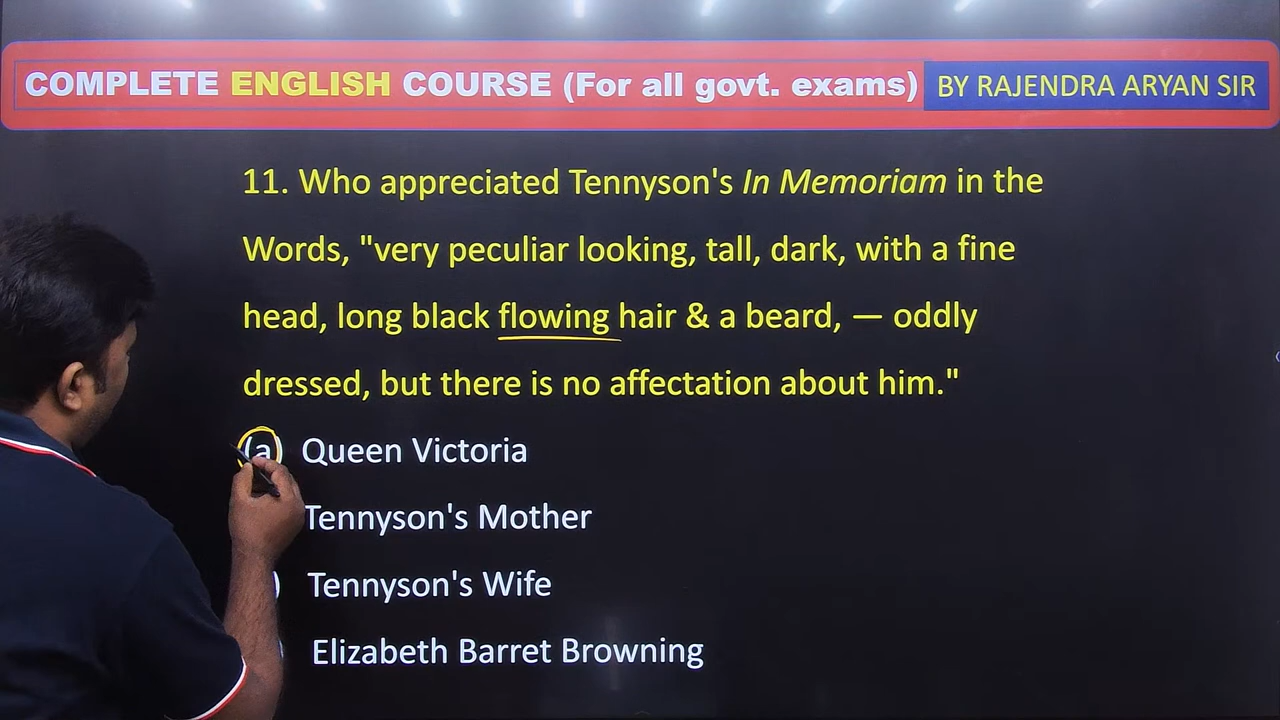 COMPLETE ENGLISH COURSE (For all govt. exams) BY RAJENDRA ARYAN SIR
11. Who appreciated Tennyson's In Memoriam in the
Words, "very peculiar looking, tall, dark, with a fine
head, long black flowing hair & a beard, — oddly
dressed, but there is no affectation about him."
(a) Queen Victoria
Tennyson's Mother
) Tennyson's Wife
Elizabeth Barret Browning